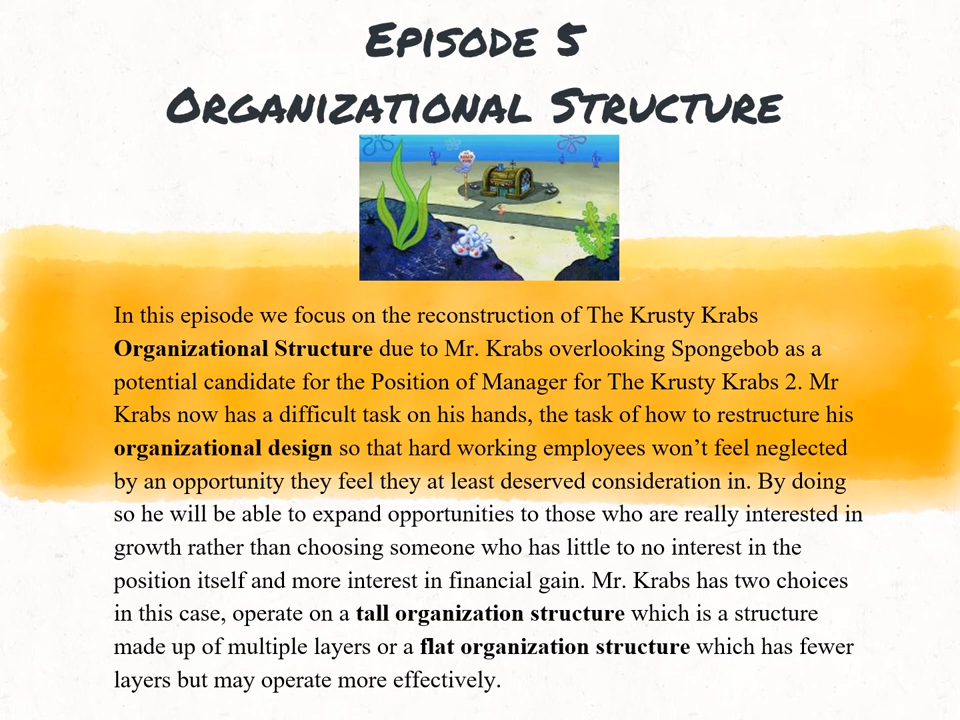 Episode 5
Organizational Structure
In this episode we focus on the reconstruction of The Krusty Krabs
Organizational Structure due to Mr. Krabs overlooking Spongebob as a
potential candidate for the Position of Manager for The Krusty Krabs 2. Mr
Krabs now has a difficult task on his hands, the task of how to restructure his
organizational design so that hard working employees won’t feel neglected
by an opportunity they feel they at least deserved consideration in. By doing
so he will be able to expand opportunities to those who are really interested in
growth rather than choosing someone who has little to no interest in the
position itself and more interest in financial gain. Mr. Krabs has two choices
in this case, operate on a tall organization structure which is a structure
made up of multiple layers or a flat organization structure which has fewer
layers but may operate more effectively.